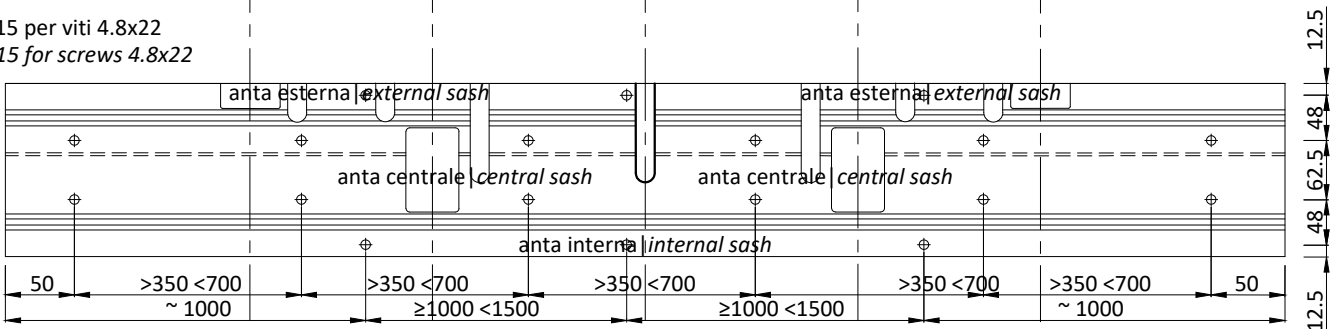 15 per viti 4.8x22
15 for screws 4.8x22
anta esterna|external sash
anta esterna|external sash
anta centrale|central sash
anta centrale|central sash
anta interna|internal sash
50 >350 <700 >350 <700 >350 <700 >350 <700 >350 <700 50
~ 1000 ≥1000 <1500 ≥1000 <1500 ~ 1000
12.5
48
62.5
48
12.5